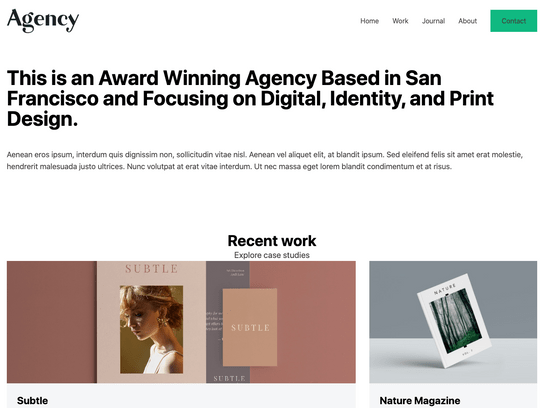 Agency
Home Work Journal About Contact
This is an Award Winning Agency Based in San
Francisco and Focusing on Digital, Identity, and Print
Design.
Aenean eros ipsum, interdum quis dignissim non, sollicitudin vitae nisl. Aenean vel aliquet elit, at blandit ipsum. Sed eleifend felis sit amet erat molestie,
hendrerit malesuada justo ultrices. Nunc volutpat at erat vitae interdum. Ut nec massa eget lorem blandit condimentum et at risus.
Recent work
Explore case studies
SUBTLE
SUBTLE
SUBTLE
NATURE
Subtle
Nature Magazine